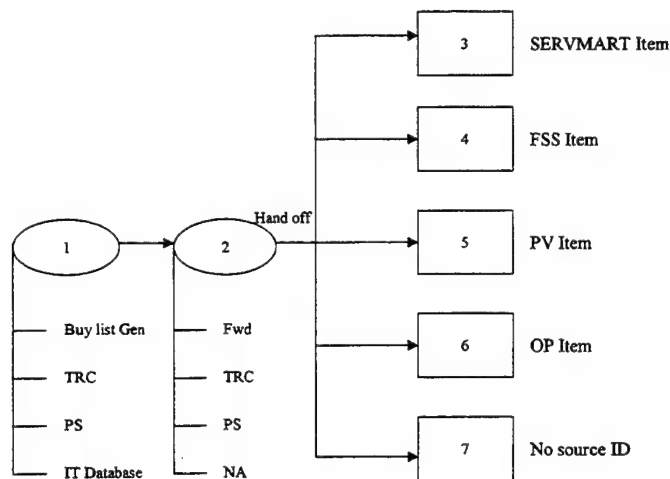 3 SERVMART Item
4 FSS Item
Hand off
1 2 5 PV Item
Buy list Gen Fwd 6 OP Item
TRC TRC
PS PS
7 No source ID
IT Database NA